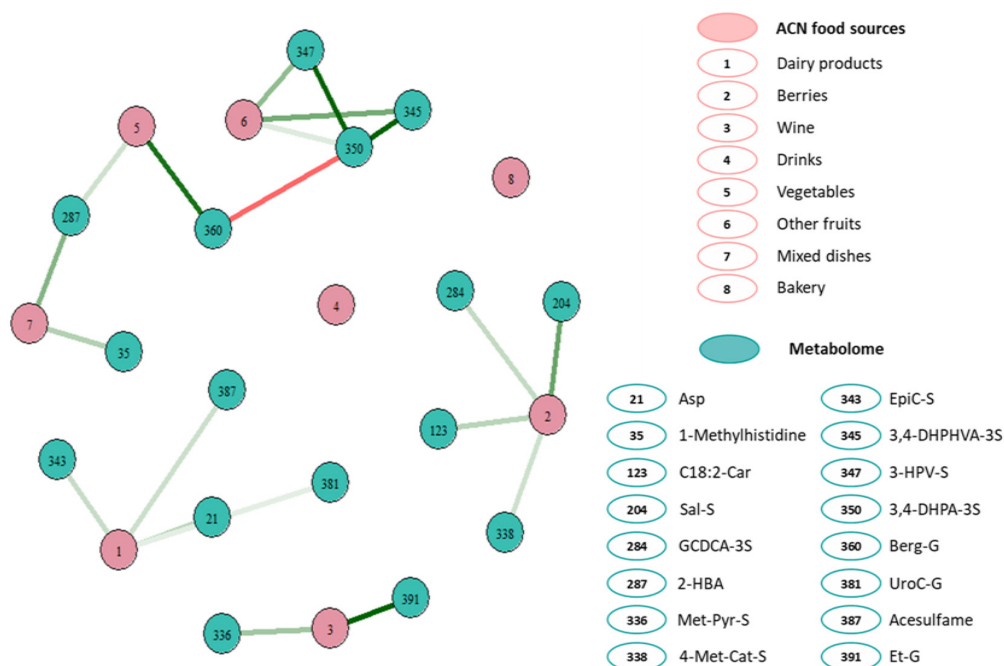 347
345
6
5
350
8
287
360
284
204
4
7
35
387
2
123
343
381
21
338
1
391
3
336
ACN food sources
1 Dairy products
2 Berries
3 Wine
4 Drinks
5 Vegetables
6 Other fruits
7 Mixed dishes
8 Bakery
Metabolome
21 Asp 343 EpiC-S
35 1-Methylhistidine 345 3,4-DHPHVA-3S
123 C18:2-Car 347 3-HPV-S
204 Sal-S 350 3,4-DHPA-3S
284 GCDCA-3S 360 Berg-G
287 2-HBA 381 UroC-G
336 Met-Pyr-S 387 Acesulfame
338 4-Met-Cat-S 391 Et-G